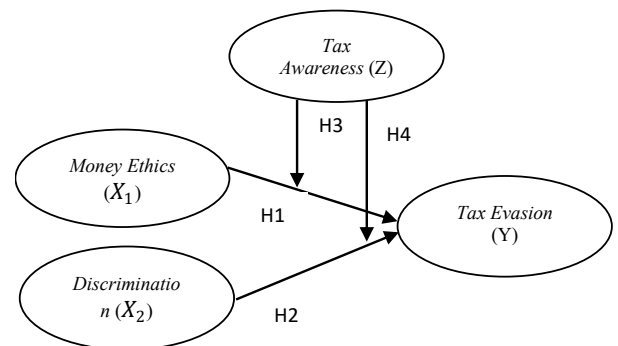 Tax
Awareness (Z)
H3
H4
Money Ethics
(X₁)
H1
Tax Evasion
(Y)
Discriminatio
n (X₂)
H2